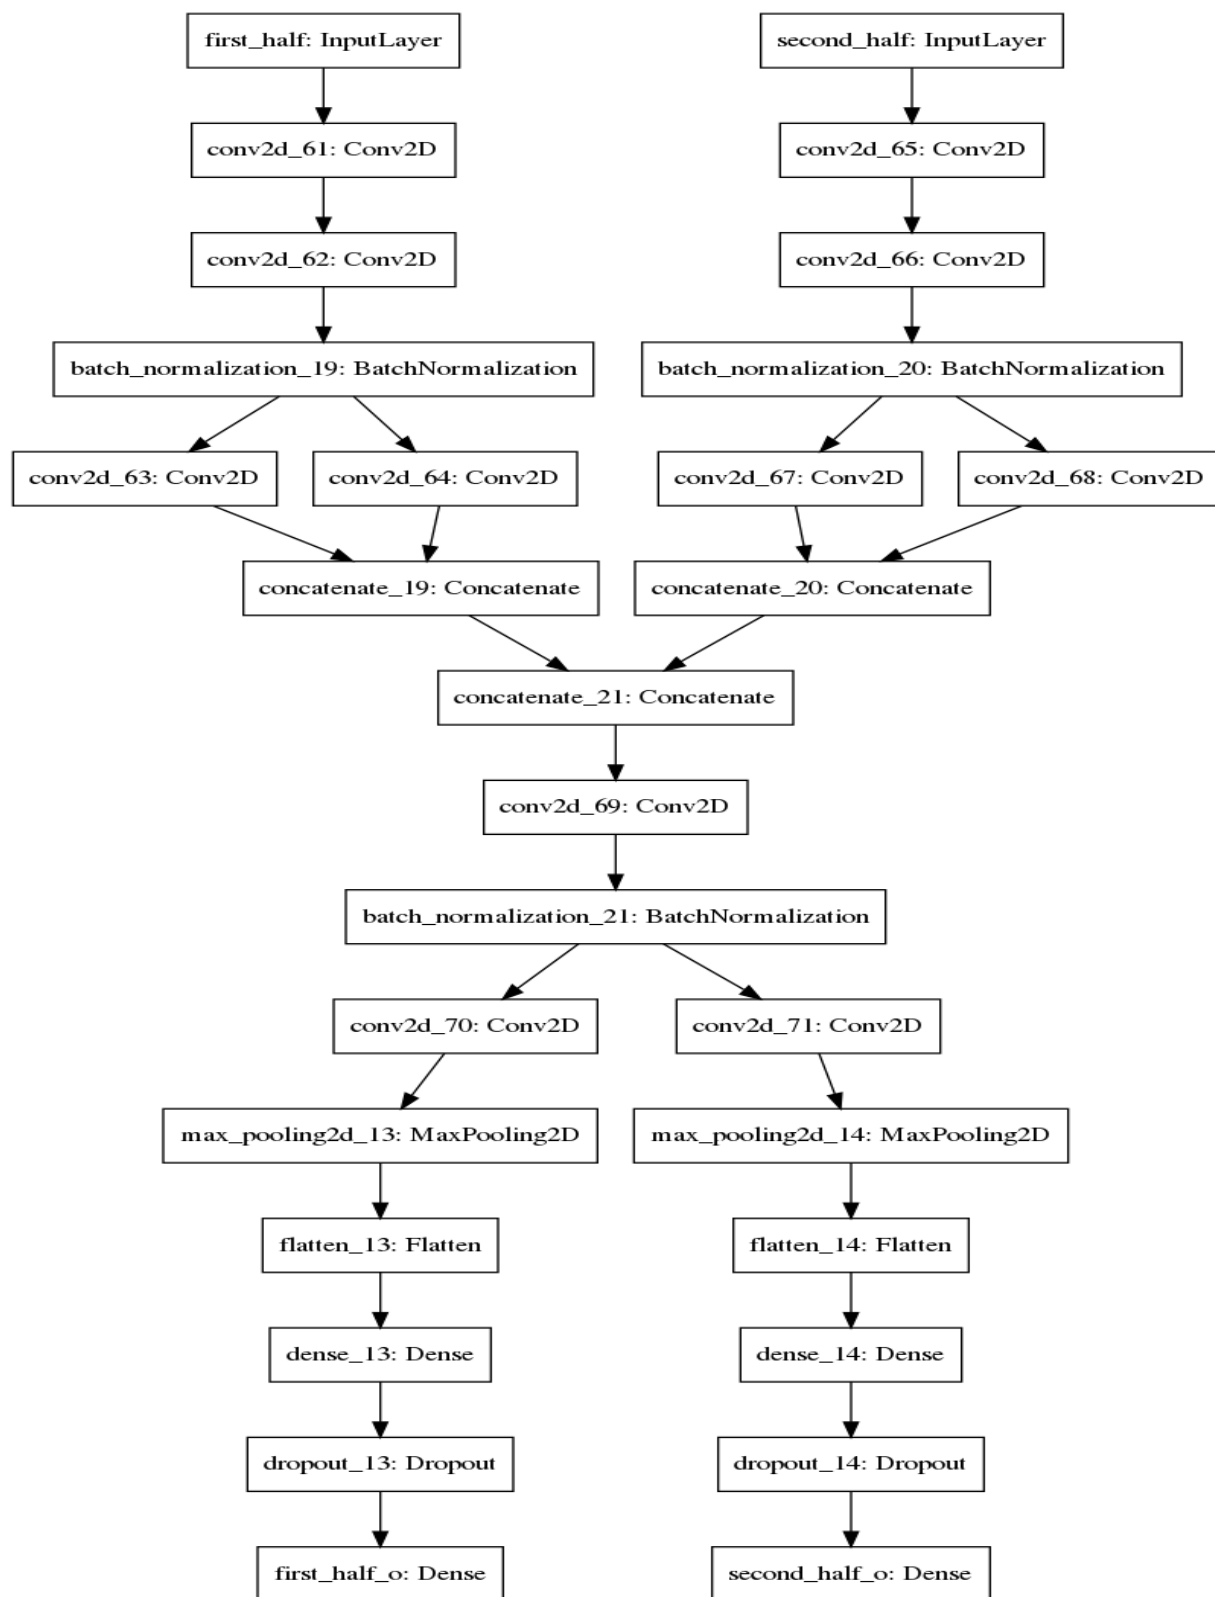 first_half: InputLayer
second_half: InputLayer
conv2d_61: Conv2D
conv2d_65: Conv2D
conv2d_62: Conv2D
conv2d_66: Conv2D
batch_normalization_19: BatchNormalization
batch_normalization_20: BatchNormalization
conv2d_63: Conv2D
conv2d_64: Conv2D
conv2d_67: Conv2D
conv2d_68: Conv2D
concatenate_19: Concatenate
concatenate_20: Concatenate
concatenate_21: Concatenate
conv2d_69: Conv2D
batch_normalization_21: BatchNormalization
conv2d_70: Conv2D
conv2d_71: Conv2D
max_pooling2d_13: MaxPooling2D
max_pooling2d_14: MaxPooling2D
flatten_13: Flatten
flatten_14: Flatten
dense_13: Dense
dense_14: Dense
dropout_13: Dropout
dropout_14: Dropout
first_half_o: Dense
second_half_o: Dense